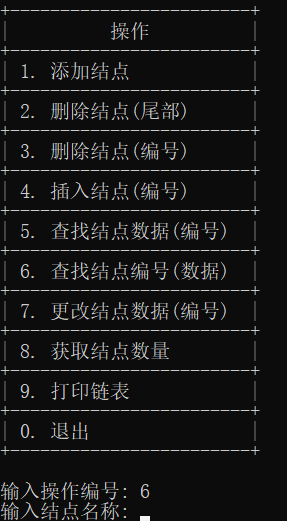 +------------------------+
|          操作          |
+------------------------+
| 1. 添加结点            |
+------------------------+
| 2. 删除结点(尾部)      |
+------------------------+
| 3. 删除结点(编号)      |
+------------------------+
| 4. 插入结点(编号)      |
+------------------------+
| 5. 查找结点数据(编号)  |
+------------------------+
| 6. 查找结点编号(数据)  |
+------------------------+
| 7. 更改结点数据(编号)  |
+------------------------+
| 8. 获取结点数量        |
+------------------------+
| 9. 打印链表            |
+------------------------+
| 0. 退出                |
+------------------------+
输入操作编号: 6
输入结点名称: